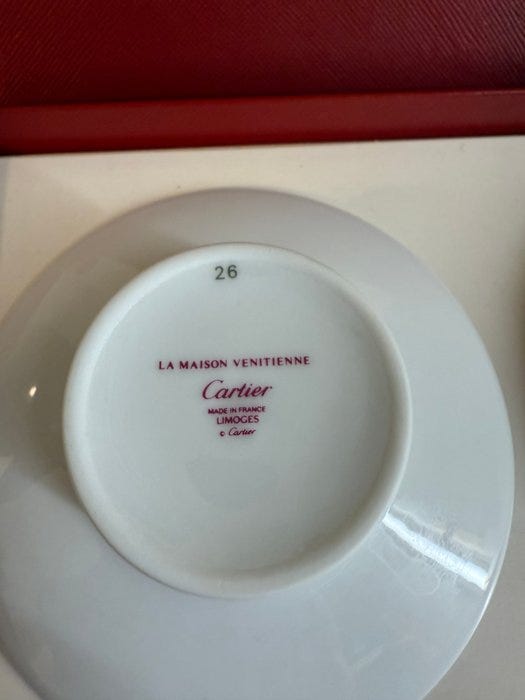 26
LA MAISON VENITIENNE
Cartier
MADE IN FRANCE
LIMOGES
© Cartier